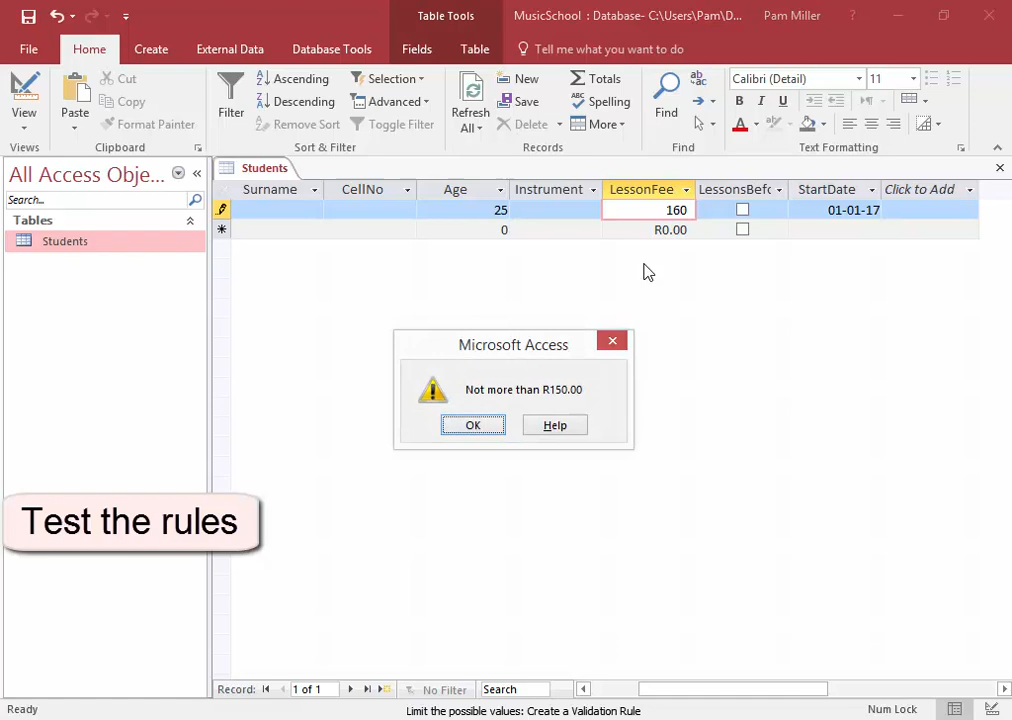 Table Tools
MusicSchool : Database- C:\Users\Pam\D...
Pam Miller
?
File
Home
Create
External Data
Database Tools
Fields
Table
Tell me what you want to do
View
Views
Paste
Cut
Copy
Format Painter
Clipboard
Filter
Ascending
Descending
Remove Sort
Selection
Advanced
Toggle Filter
Sort & Filter
Refresh
All
New
Save
Delete
Totals
Spelling
More
Records
Find
Find
Calibri (Detail)
11
B I U
A
Text Formatting
All Access Obje...
Search...
Tables
Students
Students
Surname CellNo Age Instrument LessonFee LessonsBefo StartDate Click to Add
25 160 01-01-17
0 R0.00
Microsoft Access
Not more than R150.00
OK Help
Test the rules
Record: 1 of 1 No Filter Search
Ready
Limit the possible values: Create a Validation Rule
Num Lock